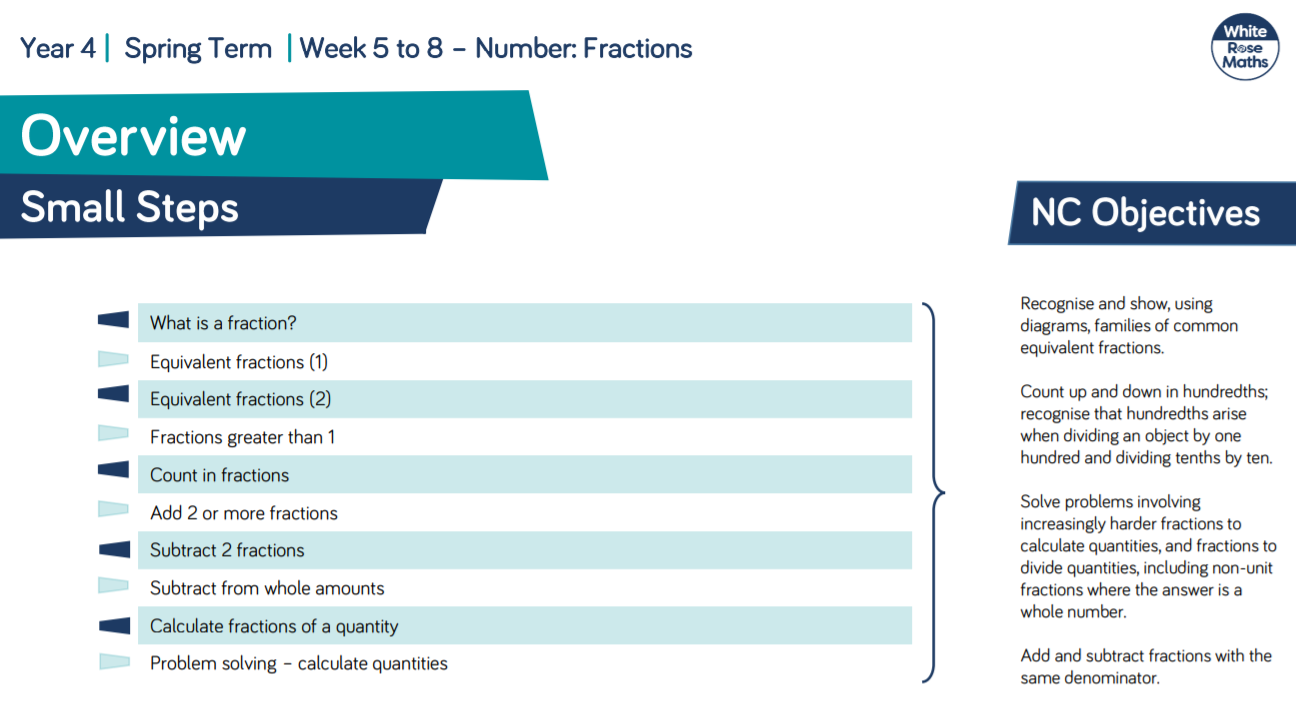 Year 4 | Spring Term | Week 5 to 8 – Number: Fractions
White
Rose
Maths
Overview
Small Steps
NC Objectives
What is a fraction?
Equivalent fractions (1)
Equivalent fractions (2)
Fractions greater than 1
Count in fractions
Add 2 or more fractions
Subtract 2 fractions
Subtract from whole amounts
Calculate fractions of a quantity
Problem solving – calculate quantities
Recognise and show, using
diagrams, families of common
equivalent fractions.
Count up and down in hundredths;
recognise that hundredths arise
when dividing an object by one
hundred and dividing tenths by ten.
Solve problems involving
increasingly harder fractions to
calculate quantities, and fractions to
divide quantities, including non-unit
fractions where the answer is a
whole number.
Add and subtract fractions with the
same denominator.